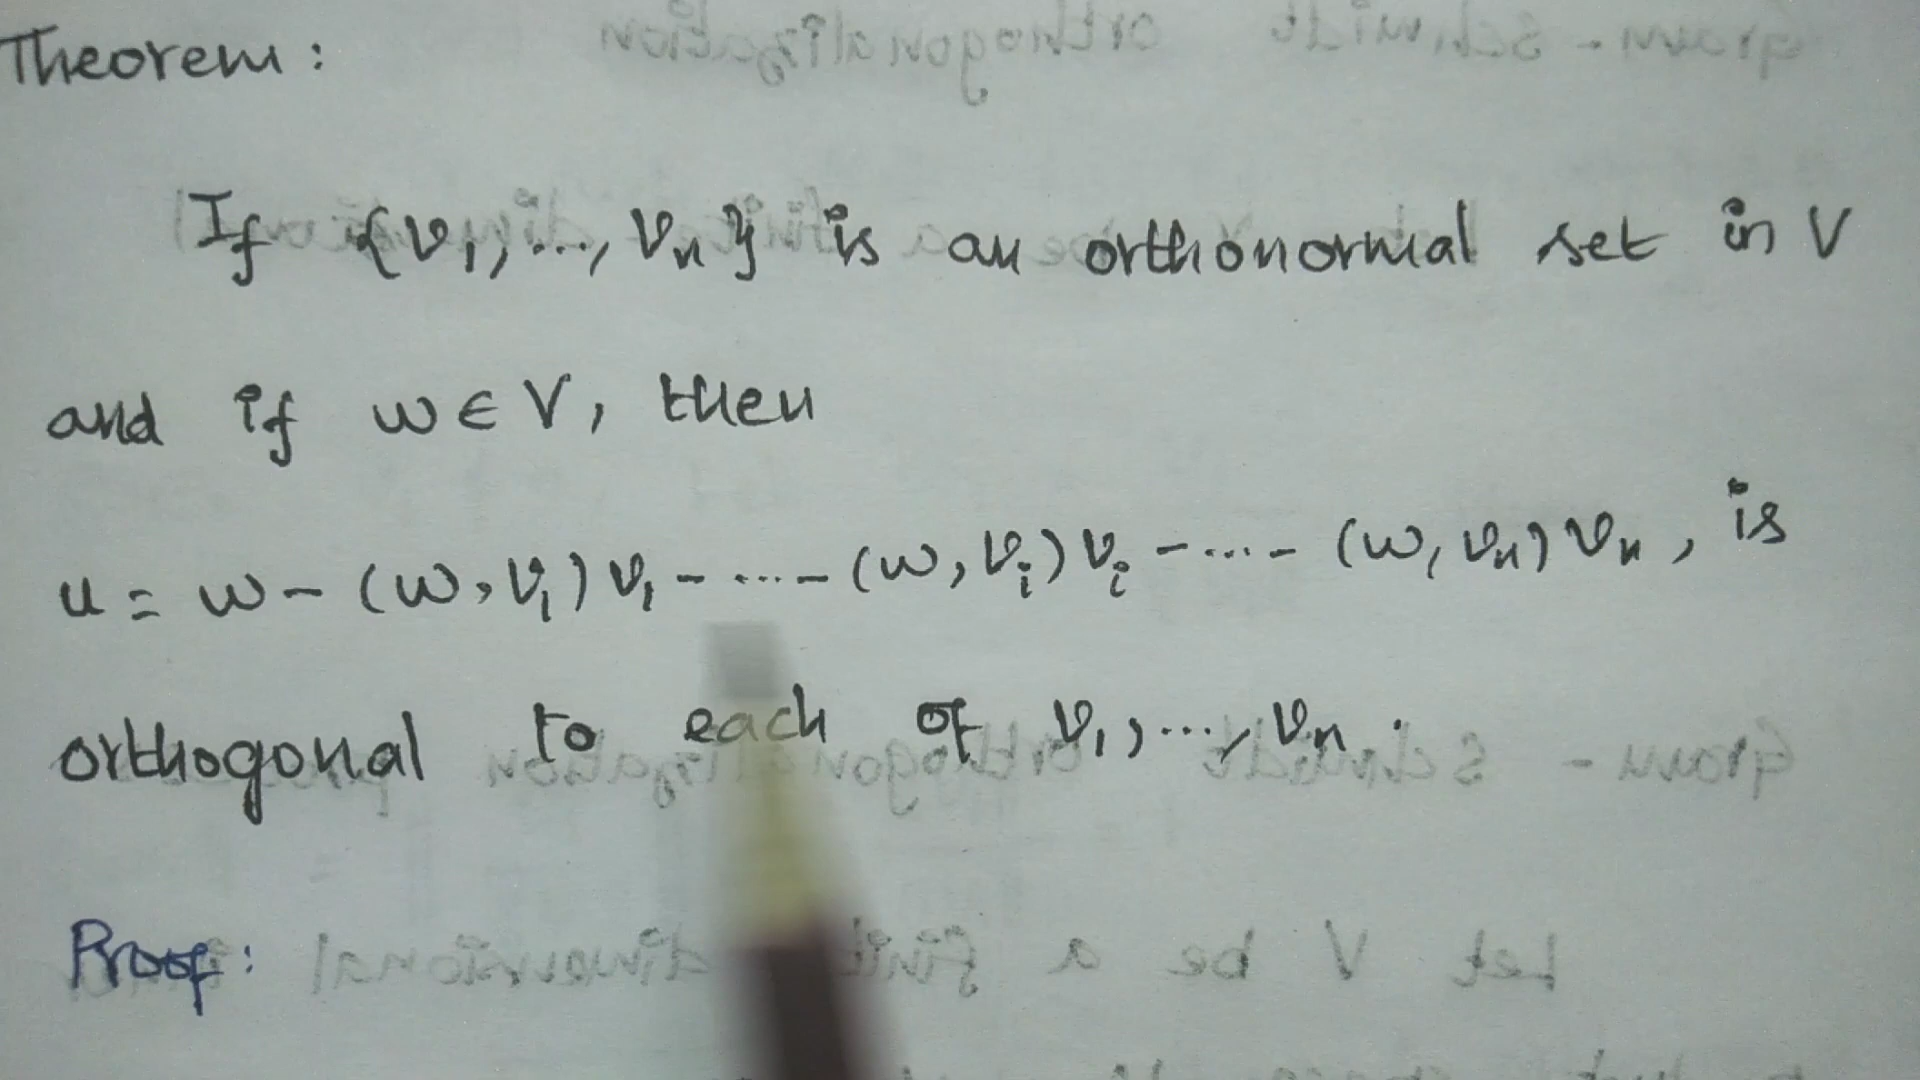 Theorem:
If {v₁, ..., vₙ} is an orthonormal set in V
and if w ∈ V, then
u = w - (w, v₁) v₁ - ... - (w, vᵢ) vᵢ - ... - (w, vₙ) vₙ, is
orthogonal to each of v₁, ..., vₙ.
Proof: